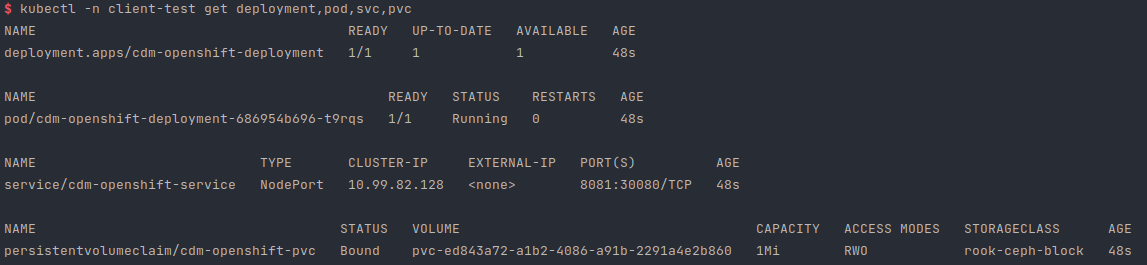 $ kubectl -n client-test get deployment,pod,svc,pvc
NAME READY UP-TO-DATE AVAILABLE AGE
deployment.apps/cdm-openshift-deployment 1/1 1 1 48s
NAME READY STATUS RESTARTS AGE
pod/cdm-openshift-deployment-686954b696-t9rqs 1/1 Running 0 48s
NAME TYPE CLUSTER-IP EXTERNAL-IP PORT(S) AGE
service/cdm-openshift-service NodePort 10.99.82.128 <none> 8081:30080/TCP 48s
NAME STATUS VOLUME CAPACITY ACCESS MODES STORAGECLASS AGE
persistentvolumeclaim/cdm-openshift-pvc Bound pvc-ed843a72-a1b2-4086-a91b-2291a4e2b860 1Mi RWO rook-ceph-block 48s